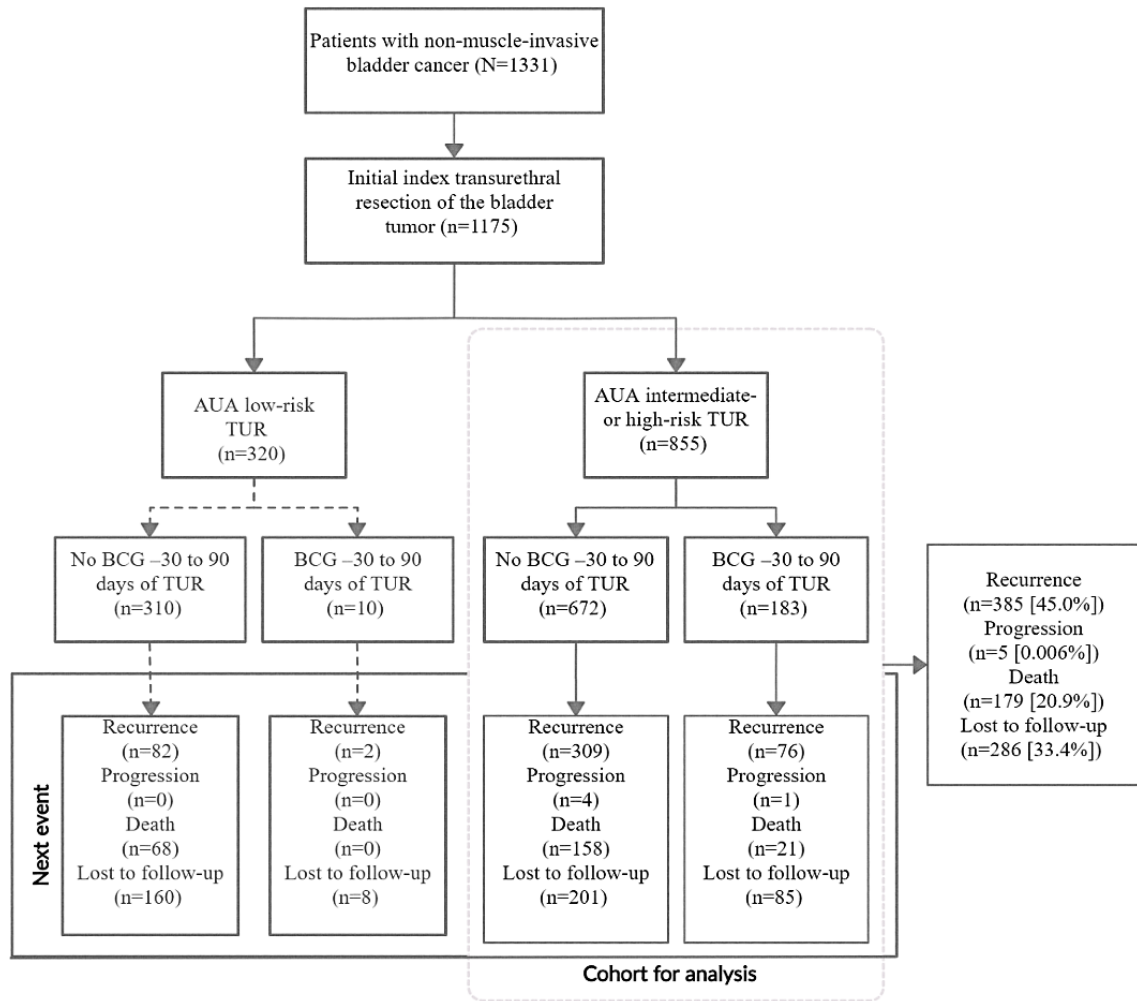 Patients with non-muscle-invasive
bladder cancer (N=1331)
Initial index transurethral
resection of the bladder
tumor (n=1175)
AUA low-risk
TUR
(n=320)
AUA intermediate-
or high-risk TUR
(n=855)
No BCG –30 to 90
days of TUR
(n=310)
BCG –30 to 90
days of TUR
(n=10)
No BCG –30 to 90
days of TUR
(n=672)
BCG –30 to 90
days of TUR
(n=183)
Recurrence
(n=385 [45.0%])
Progression
(n=5 [0.006%])
Death
(n=179 [20.9%])
Lost to follow-up
(n=286 [33.4%])
Next event
Recurrence
(n=82)
Progression
(n=0)
Death
(n=68)
Lost to follow-up
(n=160)
Recurrence
(n=2)
Progression
(n=0)
Death
(n=0)
Lost to follow-up
(n=8)
Recurrence
(n=309)
Progression
(n=4)
Death
(n=158)
Lost to follow-up
(n=201)
Recurrence
(n=76)
Progression
(n=1)
Death
(n=21)
Lost to follow-up
(n=85)
Cohort for analysis